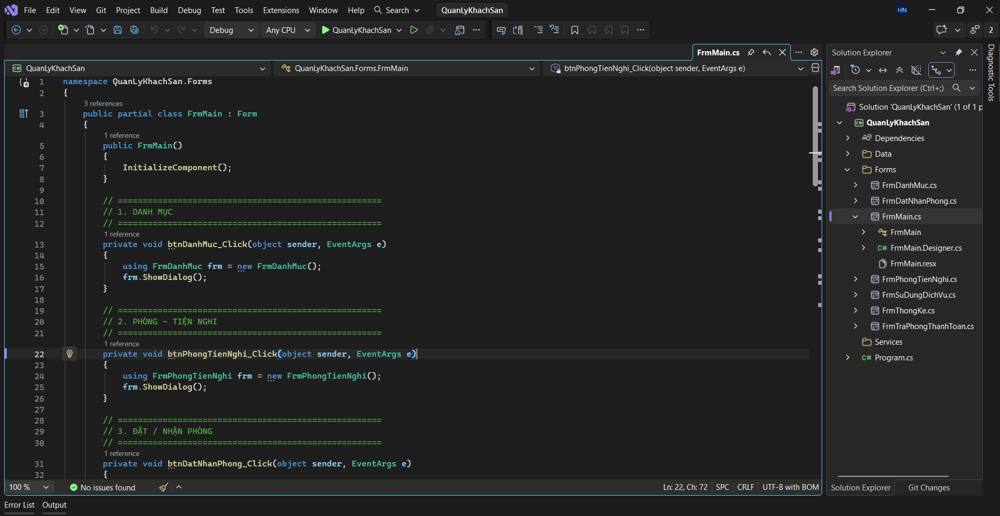 File Edit View Git Project Build Debug Test Tools Extensions Window Help Search QuanLyKhachSan HN
Debug Any CPU QuanLyKhachSan 2
FrmMain.cs
QuanLyKhachSan QuanLyKhachSan.Forms.FrmMain btnPhongTienNghi_Click(object sender, EventArgs e)
1 namespace QuanLyKhachSan.Forms
2 {
3 references
3 public partial class FrmMain : Form
4 {
1 reference
5 public FrmMain()
6 {
7 InitializeComponent();
8 }
9
10 // =====================================================
11 // 1. DANH MỤC
12 // =====================================================
1 reference
13 private void btnDanhMuc_Click(object sender, EventArgs e)
14 {
15 using FrmDanhMuc frm = new FrmDanhMuc();
16 frm.ShowDialog();
17 }
18
19 // =====================================================
20 // 2. PHÒNG – TIỆN NGHI
21 // =====================================================
1 reference
22 private void btnPhongTienNghi_Click(object sender, EventArgs e)
23 {
24 using FrmPhongTienNghi frm = new FrmPhongTienNghi();
25 frm.ShowDialog();
26 }
27
28 // =====================================================
29 // 3. ĐẶT / NHẬN PHÒNG
30 // =====================================================
1 reference
31 private void btnDatNhanPhong_Click(object sender, EventArgs e)
32 {
100 % No issues found Ln: 22, Ch: 72 SPC CRLF UTF-8 with BOM
Error List Output
Solution Explorer
Search Solution Explorer (Ctrl+;)
Solution 'QuanLyKhachSan' (1 of 1 p
QuanLyKhachSan
Dependencies
Data
Forms
FrmDanhMuc.cs
FrmDatNhanPhong.cs
FrmMain.cs
FrmMain
C# FrmMain.Designer.cs
FrmMain.resx
FrmPhongTienNghi.cs
FrmSuDungDichVu.cs
FrmThongKe.cs
FrmTraPhongThanhToan.cs
Services
C# Program.cs
Solution Explorer Git Changes
Diagnostic Tools